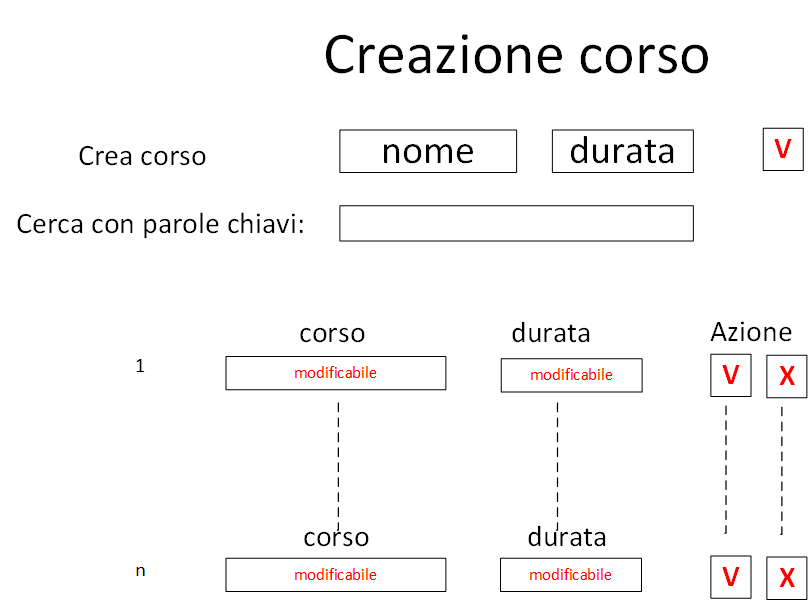 Creazione corso
Crea corso nome durata V
Cerca con parole chiavi:
corso durata Azione
1 modificabile modificabile V X
corso durata
n modificabile modificabile V X